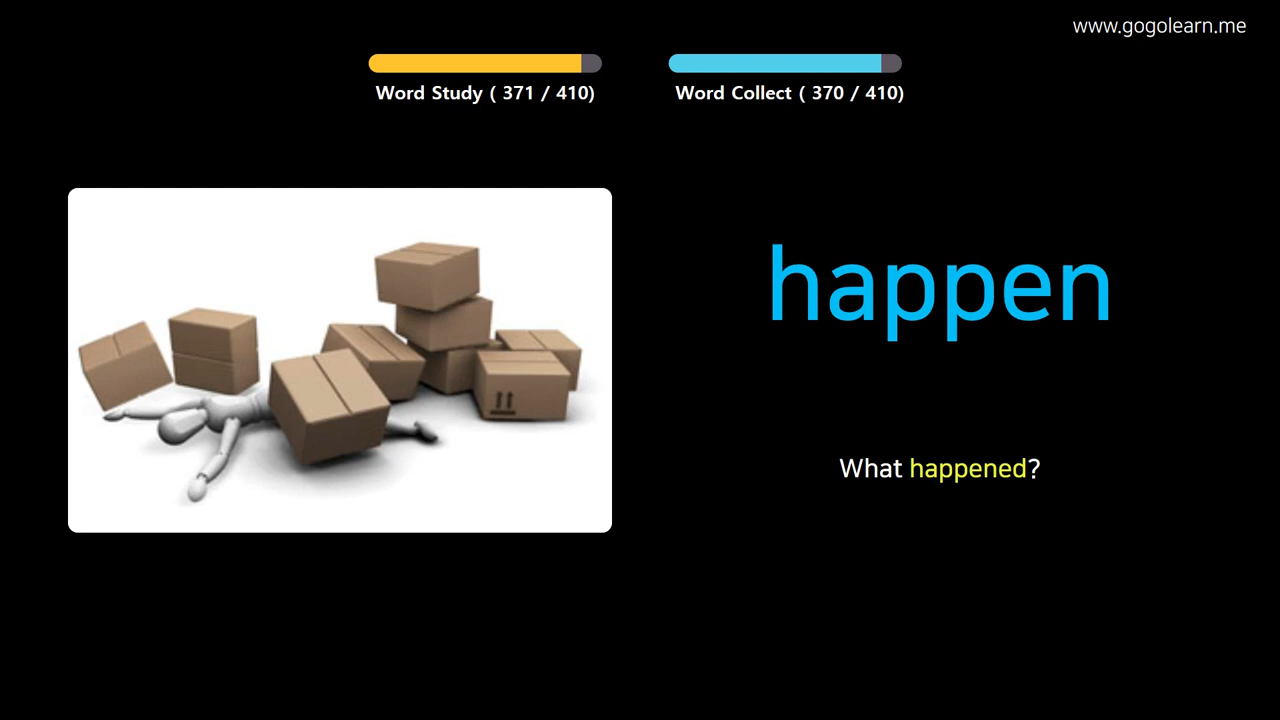 www.gogolearn.me
Word Study ( 371 / 410)
Word Collect ( 370 / 410)
happen
What happened?